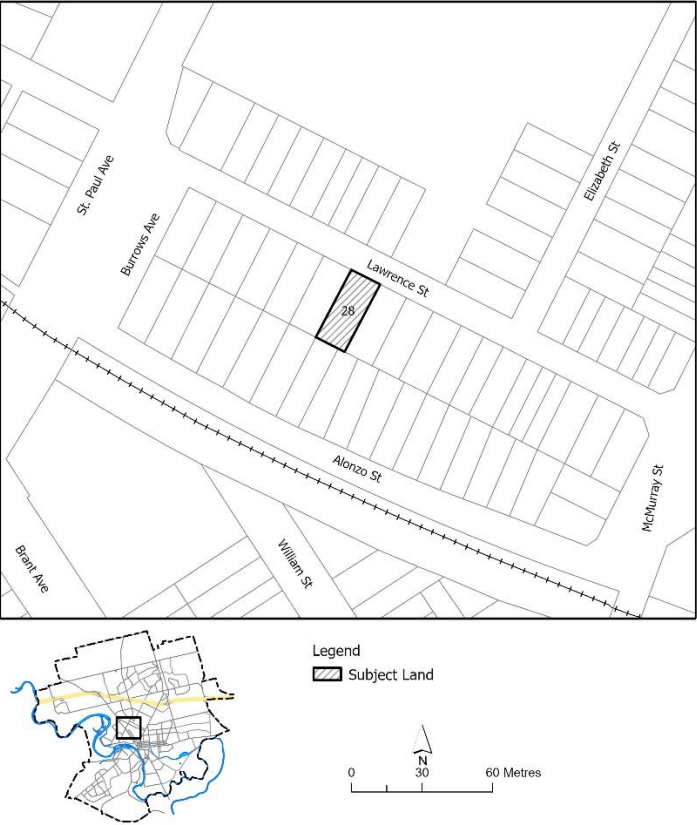 St. Paul Ave
Burrows Ave
Elizabeth St
Lawrence St
28
Alonzo St
McMurray St
William St
Brant Ave
Legend
Subject Land
N
0 30 60 Metres